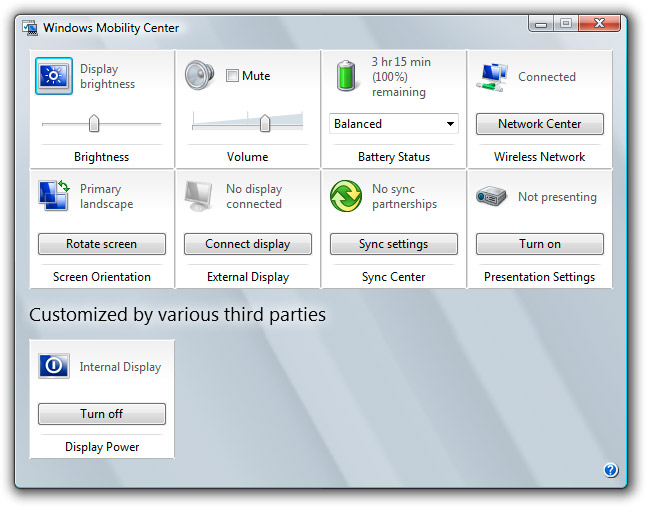 Windows Mobility Center
Display
brightness
Brightness
Mute
Volume
3 hr 15 min
(100%)
remaining
Balanced
Battery Status
Connected
Network Center
Wireless Network
Primary
landscape
Rotate screen
Screen Orientation
No display
connected
Connect display
External Display
No sync
partnerships
Sync settings
Sync Center
Not presenting
Turn on
Presentation Settings
Customized by various third parties
Internal Display
Turn off
Display Power
?